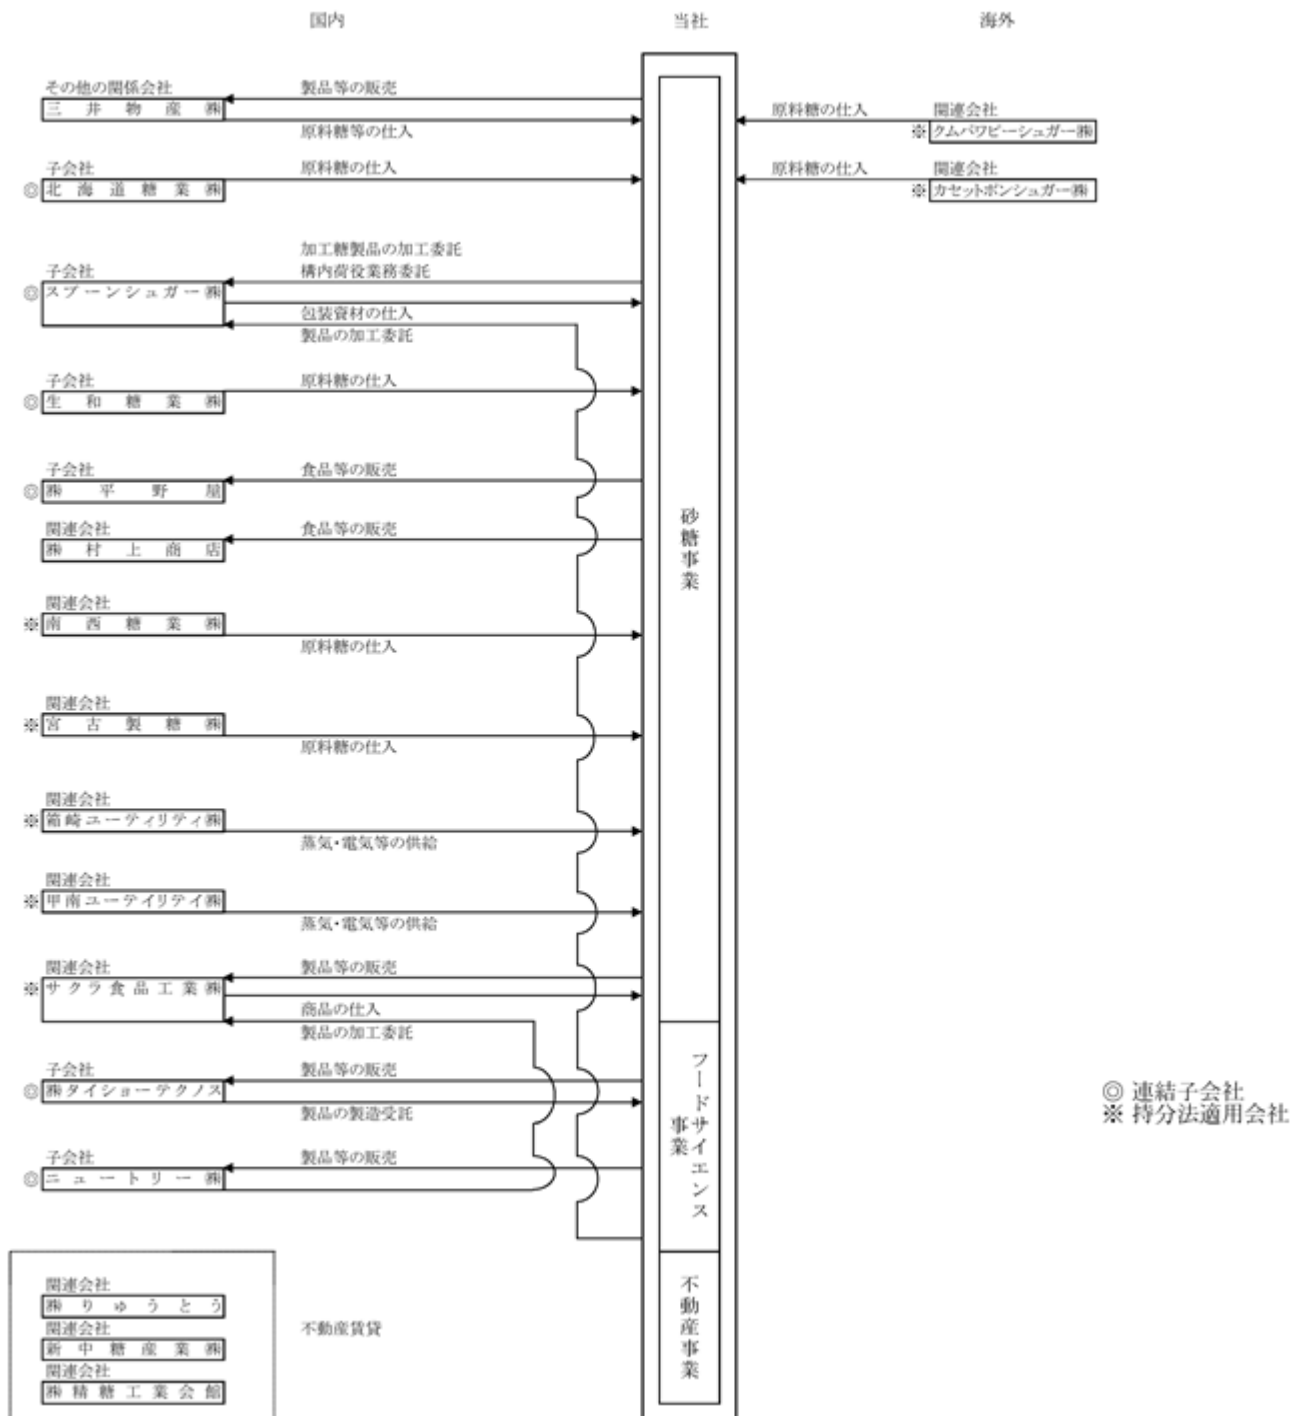 国内 当社 海外
その他の関係会社 製品等の販売
三井物産㈱ 原料糖の仕入 関連会社
原料糖等の仕入 ※クムパワピーシュガー㈱
子会社 原料糖の仕入 原料糖の仕入 関連会社
◎北海道糖業㈱ ※カセットポンシュガー㈱
加工糖製品の加工委託
子会社 構内荷役業務委託
◎スプーンシュガー㈱
包装資材の仕入
製品の加工委託
子会社 原料糖の仕入
◎生和糖業㈱
子会社 食品等の販売
◎㈱平野屋
関連会社 食品等の販売
㈱村上商店
砂糖事業
関連会社
※南西糖業㈱
原料糖の仕入
関連会社
※宮古製糖㈱
原料糖の仕入
関連会社
※箱崎ユーティリティ㈱
蒸気・電気等の供給
関連会社
※甲南ユーテイリテイ㈱
蒸気・電気等の供給
関連会社 製品等の販売
※サクラ食品工業㈱
商品の仕入
製品の加工委託
子会社 製品等の販売
◎㈱タイショーテクノス
製品の製造受託
フードサイエンス
事業
◎ 連結子会社
※ 持分法適用会社
子会社 製品等の販売
◎ニュートリー㈱
関連会社
㈱りゅうとう
関連会社 不動産賃貸
新中糖産業㈱
関連会社
㈱精糖工業会館
不動産事業